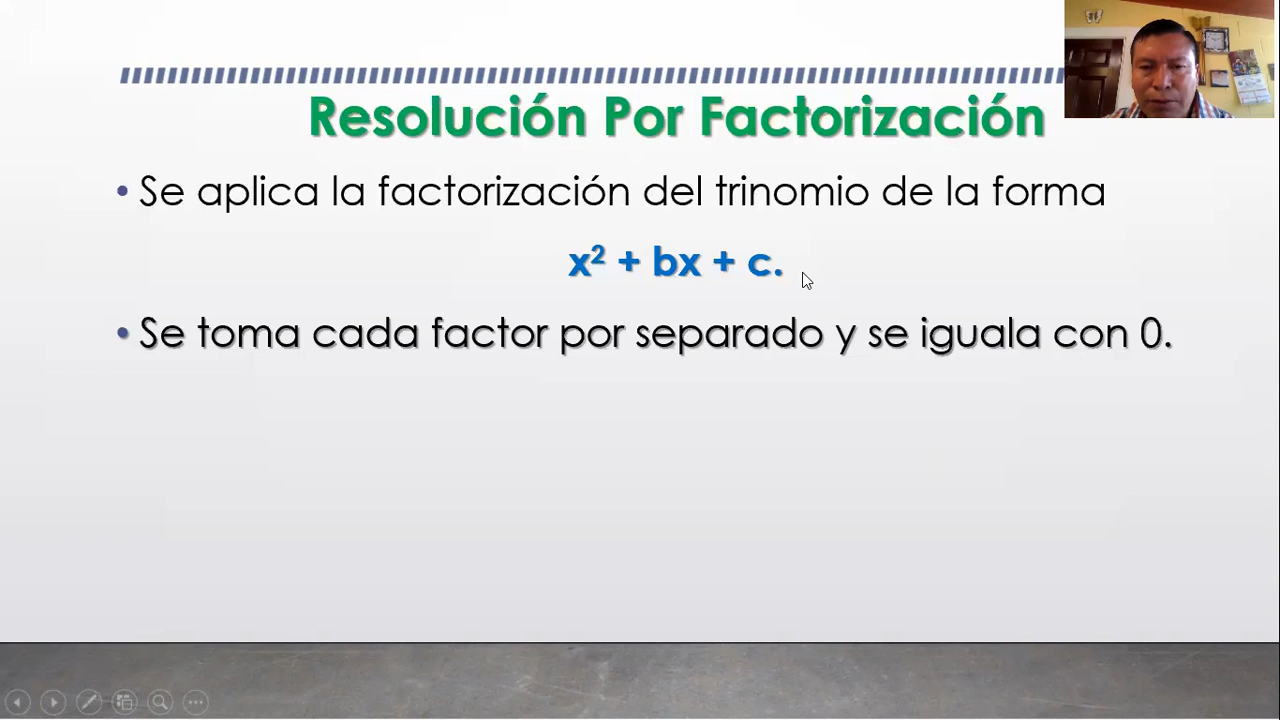 Resolución Por Factorización
• Se aplica la factorización del trinomio de la forma
x² + bx + c.
• Se toma cada factor por separado y se iguala con 0.